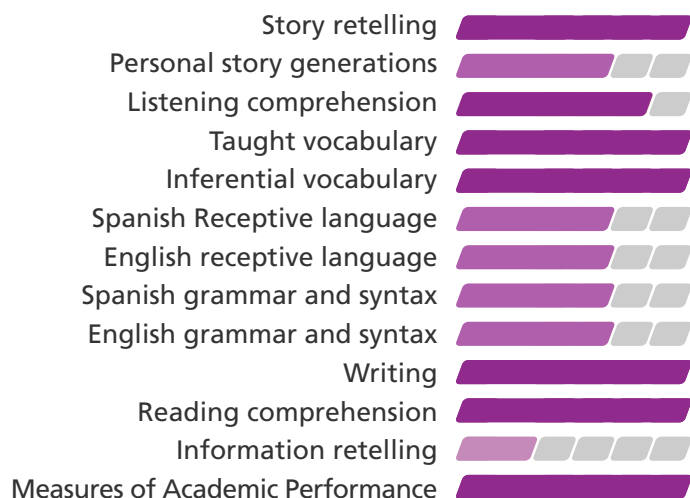 Story retelling
Personal story generations
Listening comprehension
Taught vocabulary
Inferential vocabulary
Spanish Receptive language
English receptive language
Spanish grammar and syntax
English grammar and syntax
Writing
Reading comprehension
Information retelling
Measures of Academic Performance